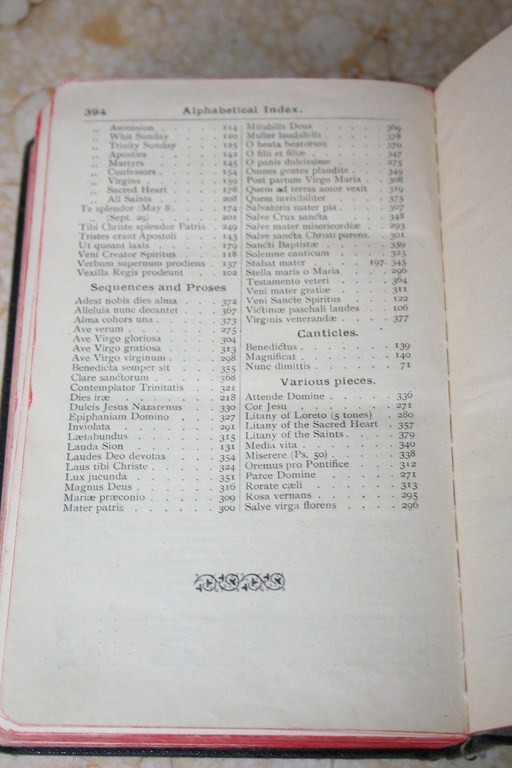 394 Alphabetical Index.
„ Ascension . . . . 114
„ Whit Sunday . . . 120
„ Trinity Sunday . . 125
„ Apostles . . . . 142
„ Martyrs . . . . 145
„ Confessors . . . . 154
„ Virgins . . . . 159
„ Sacred Heart . . . 178
„ All Saints . . . . 208
Te splendor (May 8) . . . 174
„ (Sept. 29) . . . 201
Tibi Christe splendor Patris . 249
Tristes erant Apostoli . . . 143
Ut queant laxis . . . . 179
Veni Creator Spiritus . . . 118
Verbum supernum prodiens . 137
Vexilla Regis prodeunt . . . 102
Sequences and Proses
Adest nobis dies alma . . . 372
Alleluia nunc decantet . . . 367
Alma cohors una . . . . 373
Ave verum . . . . . 275
Ave Virgo gloriosa . . . . 304
Ave Virgo gratiosa . . . . 313
Ave Virgo virginum . . . . 298
Benedicta semper sit . . . 355
Clare sanctorum . . . . 368
Contemplator Trinitatis . . . 321
Dies iræ . . . . . 218
Dulcis Jesus Nazarenus . . . 330
Epiphaniam Domino . . . 327
Inviolata . . . . . 291
Lætabundus . . . . . 315
Lauda Sion . . . . . 131
Laudes Deo devotas . . . 354
Laus tibi Christe . . . . 324
Lux jucunda . . . . . 351
Magnus Deus . . . . . 316
Mariæ præconio . . . . 309
Mater patris . . . . . 300
Mirabilis Deus . . . . . 369
Mulier laudabilis . . . . 378
O beata beatorum . . . . 370
O filii et filiæ . . . . . 347
O panis dulcissime . . . . 275
Omnes gentes plaudite . . . 349
Post partum Virgo Maria . . 308
Quem ad terras amor vexit . 319
Quem invisibiliter . . . . 375
Salvatoris mater pia . . . 307
Salve Crux sancta . . . . 348
Salve mater misericordiæ . . 293
Salve sancta Christi parens. . 301
Sancti Baptistæ . . . . 359
Solemne canticum . . . . 323
Stabat mater . . . 197. 345
Stella maris o Maria . . . 296
Testamento veteri . . . . 364
Veni mater gratiæ . . . . 311
Veni Sancte Spiritus . . . 122
Victimæ paschali laudes . . 106
Virginis venerandæ . . . . 377
Canticles.
Benedictus . . . . . 139
Magnificat . . . . . 140
Nunc dimittis . . . . . 71
Various pieces.
Attende Domine . . . . 336
Cor Jesu . . . . . 271
Litany of Loreto (5 tones) . 280
Litany of the Sacred Heart . 357
Litany of the Saints . . . . 379
Media vita . . . . . 340
Miserere (Ps. 50) . . . . 338
Oremus pro Pontifice . . . 312
Parce Domine . . . . . 271
Rorate cæli . . . . . 313
Rosa vernans . . . . . 295
Salve virga florens . . . . 296